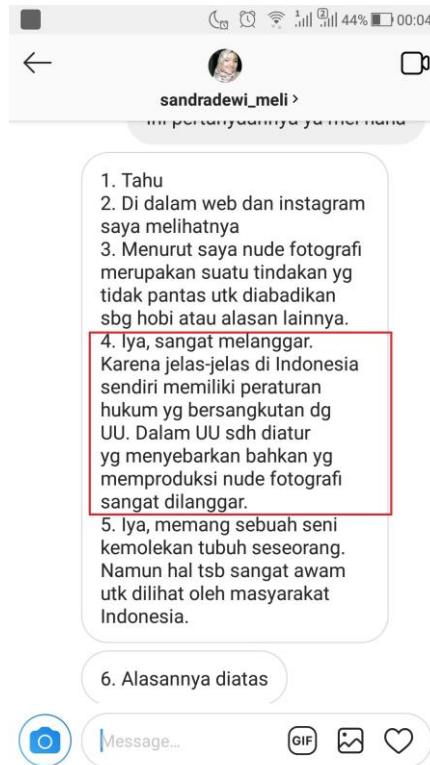 44% 00:04
sandradewi_meli >
1. Tahu
2. Di dalam web dan instagram
saya melihatnya
3. Menurut saya nude fotografi
merupakan suatu tindakan yg
tidak pantas utk diabadikan
sbg hobi atau alasan lainnya.
4. Iya, sangat melanggar.
Karena jelas-jelas di Indonesia
sendiri memiliki peraturan
hukum yg bersangkutan dg
UU. Dalam UU sdh diatur
yg menyebarkan bahkan yg
memproduksi nude fotografi
sangat dilanggar.
5. Iya, memang sebuah seni
kemolekan tubuh seseorang.
Namun hal tsb sangat awam
utk dilihat oleh masyarakat
Indonesia.
6. Alasannya diatas
Message...
GIF